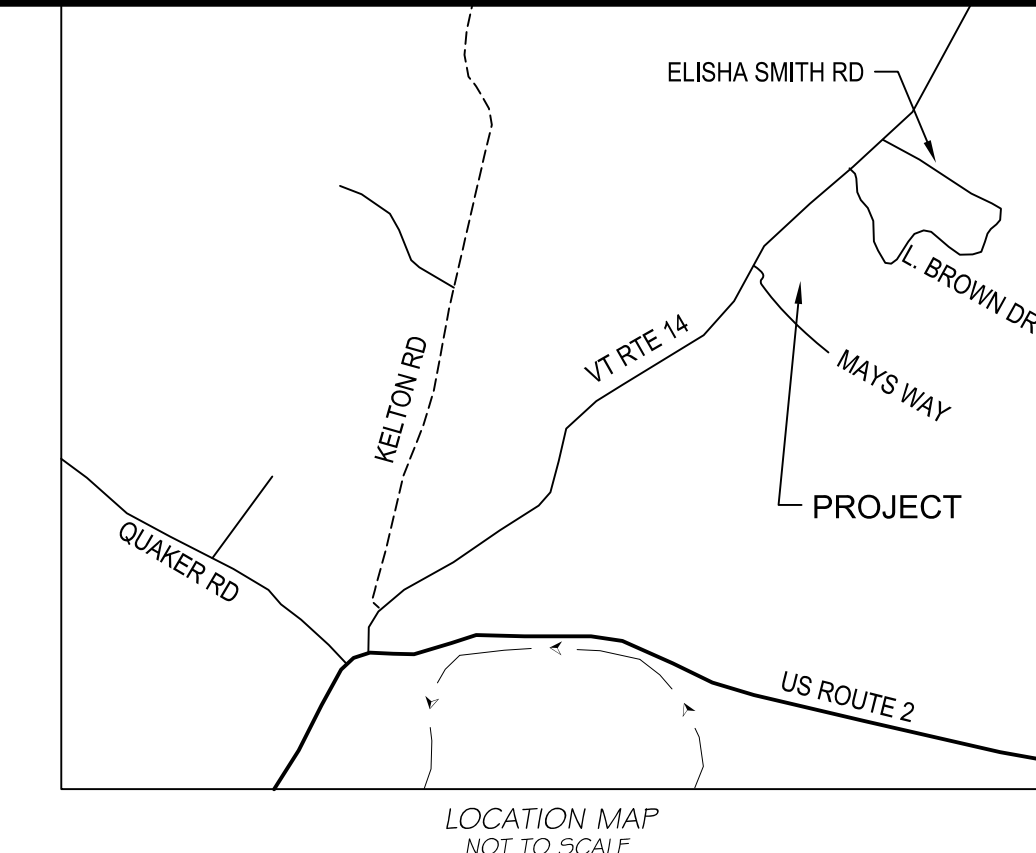 ELISHA SMITH RD
L. BROWN DR
VT RTE 14
MAYS WAY
KELTON RD
PROJECT
QUAKER RD
US ROUTE 2
LOCATION MAP
NOT TO SCALE